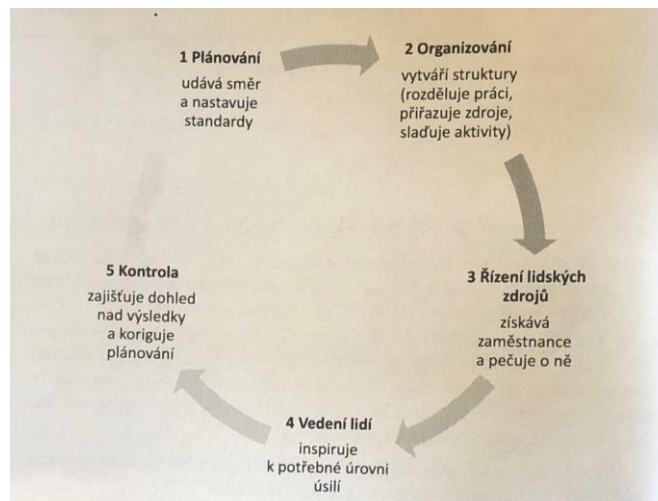 1 Plánování
udává směr
a nastavuje
standardy
2 Organizování
vytváří struktury
(rozděluje práci,
přiřazuje zdroje,
slaďuje aktivity)
3 Řízení lidských
zdrojů
získává
zaměstnance
a pečuje o ně
4 Vedení lidí
inspiruje
k potřebné úrovni
úsilí
5 Kontrola
zajišťuje dohled
nad výsledky
a koriguje
plánování